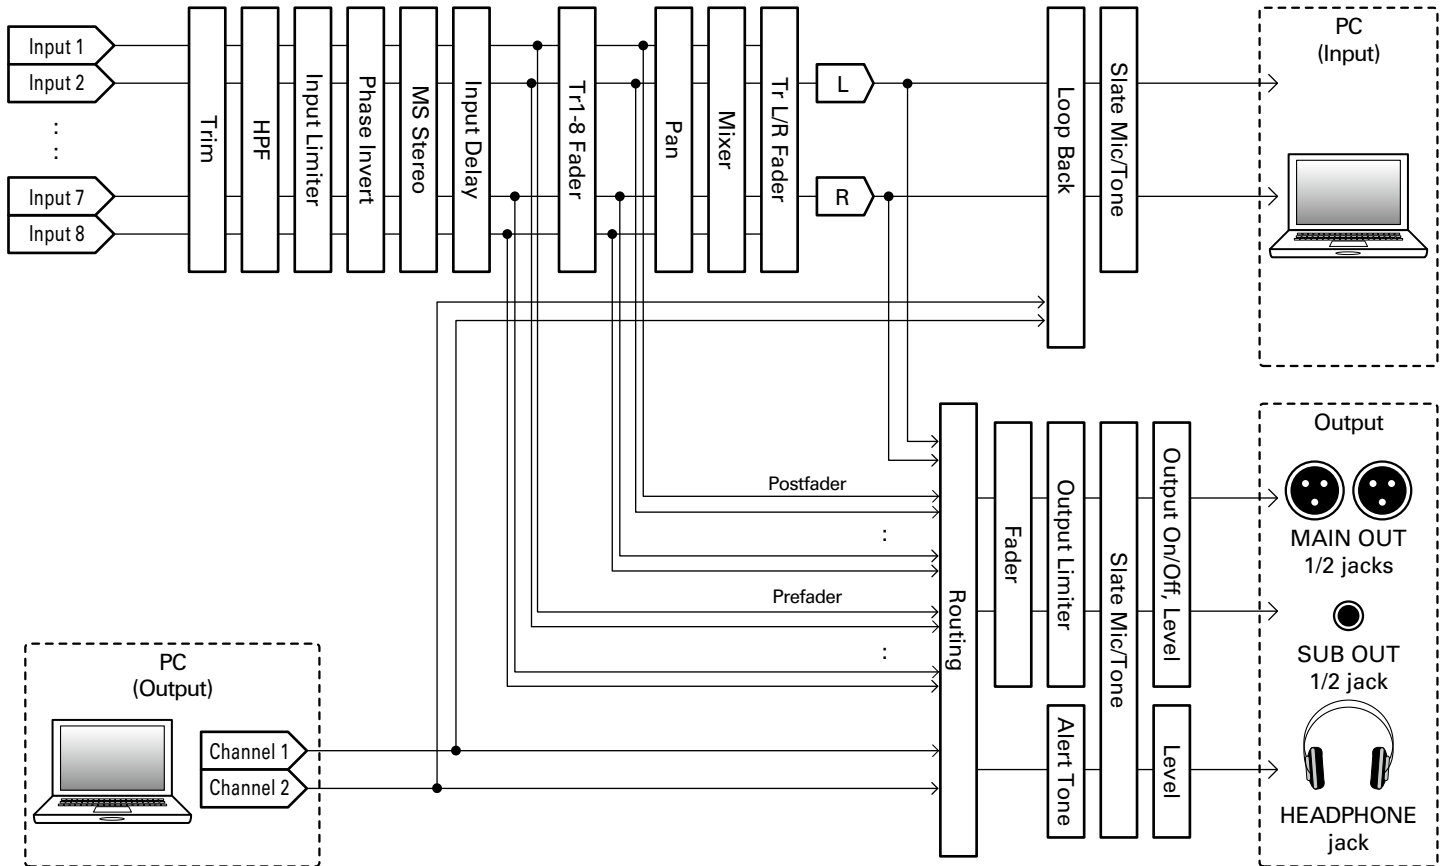 Input 1
Input 2
:
:
Input 7
Input 8
Trim
HPF
Input Limiter
Phase Invert
MS Stereo
Input Delay
Tr1-8 Fader
Pan
Mixer
Tr L/R Fader
L
R
Loop Back
Slate Mic/Tone
PC
(Input)
Postfader
:
Prefader
:
Routing
Fader
Output Limiter
Alert Tone
Slate Mic/Tone
Output On/Off, Level
Level
Output
MAIN OUT
1/2 jacks
SUB OUT
1/2 jack
HEADPHONE
jack
PC
(Output)
Channel 1
Channel 2